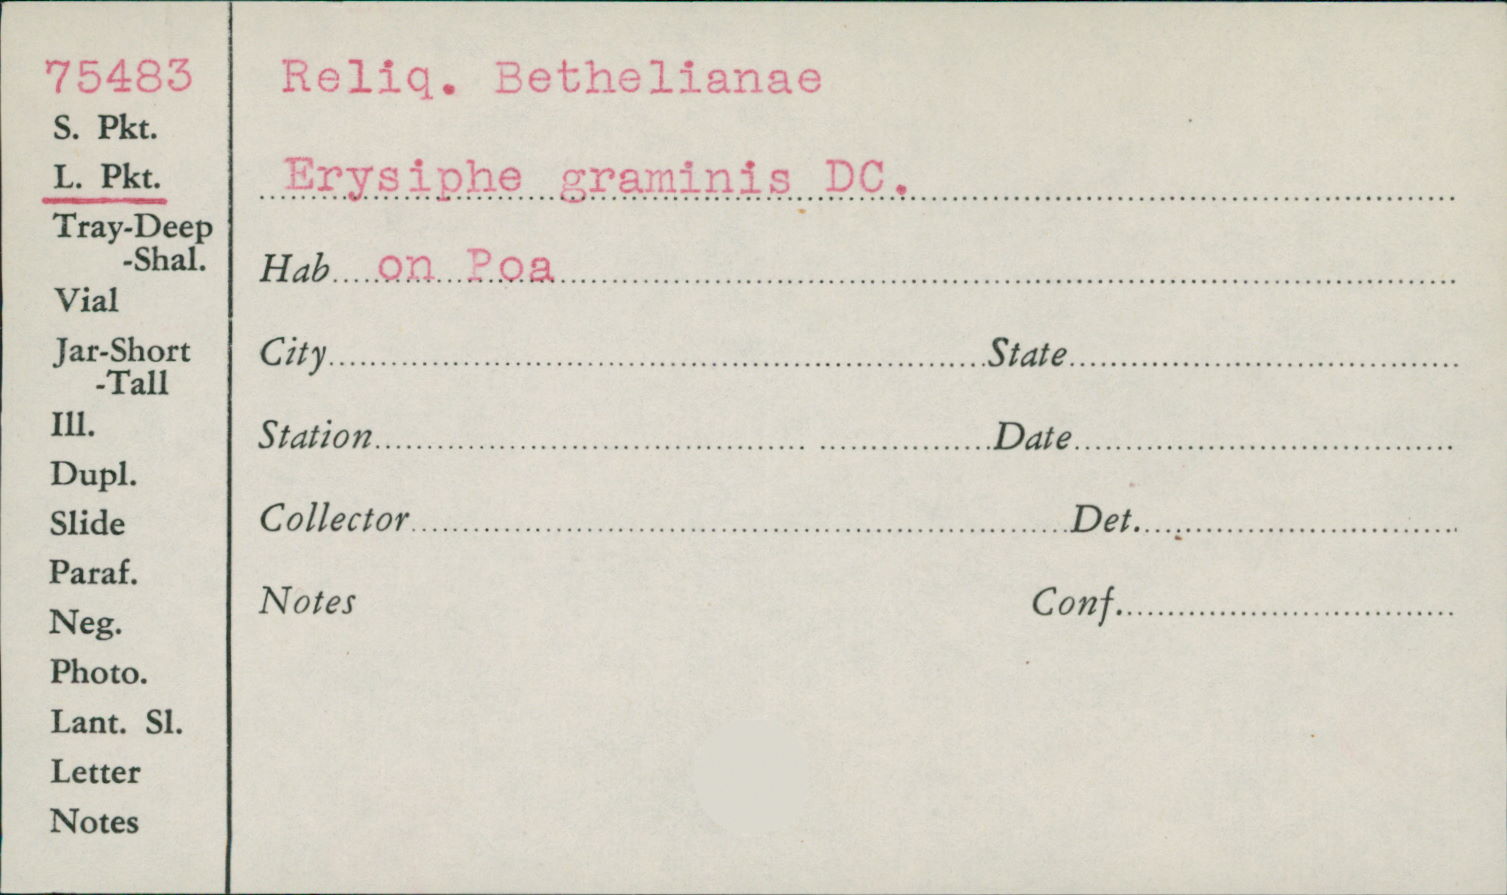 75483
S. Pkt.
L. Pkt.
Tray-Deep
-Shal.
Vial
Jar-Short
-Tall
Ill.
Dupl.
Slide
Paraf.
Neg.
Photo.
Lant. Sl.
Letter
Notes
Reliq. Bethelianae
Erysiphe graminis DC.
Hab on Poa
City State
Station Date
Collector Det.
Notes Conf.